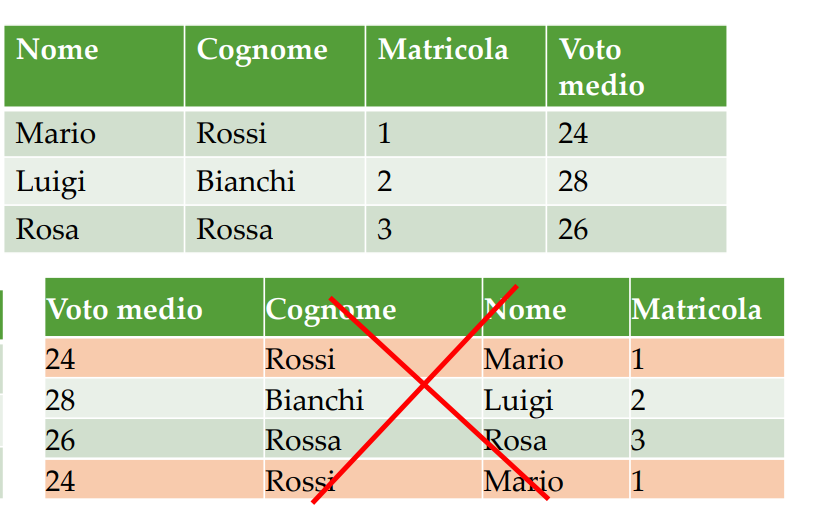 Nome Cognome Matricola Voto medio
Mario Rossi 1 24
Luigi Bianchi 2 28
Rosa Rossa 3 26
Voto medio Cognome Nome Matricola
24 Rossi Mario 1
28 Bianchi Luigi 2
26 Rossa Rosa 3
24 Rossi Mario 1